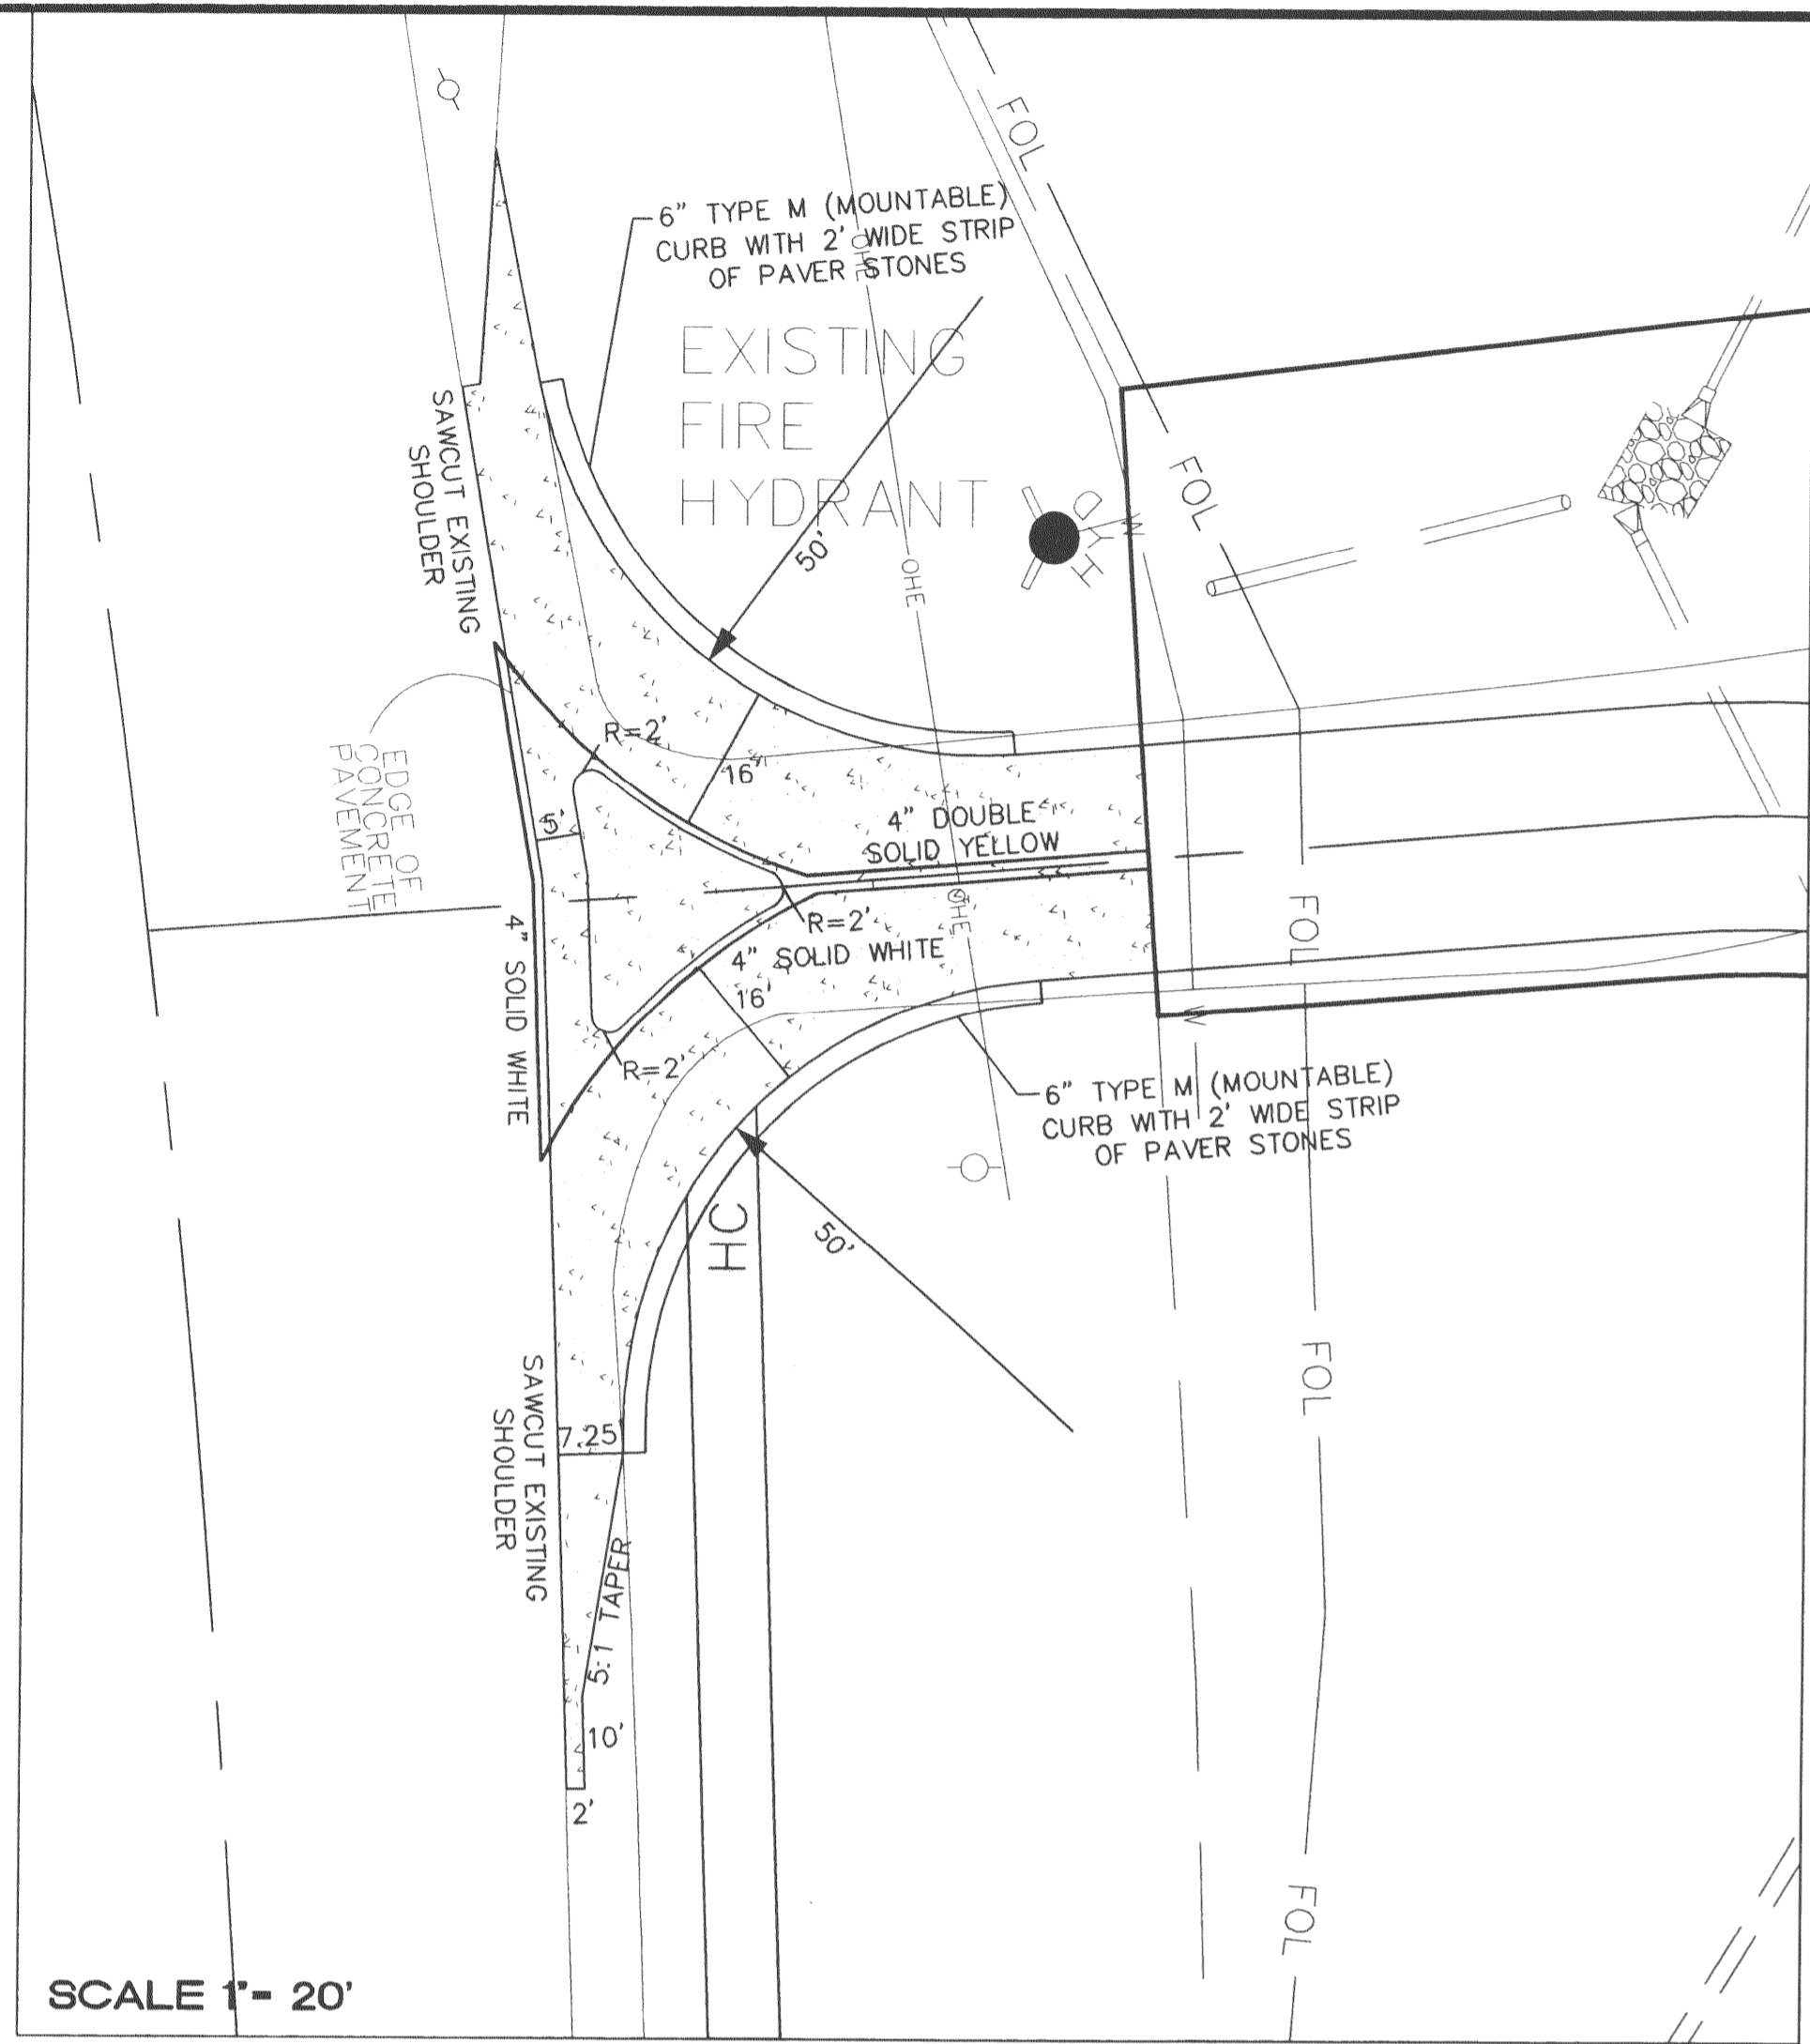 FOL
6" TYPE M (MOUNTABLE)
CURB WITH 2' WIDE STRIP
OF PAVER STONES
OHE
EXISTING
FIRE
HYDRANT
50'
OHE
W
HYD
FOL
SAWCUT EXISTING
SHOULDER
R=2'
16'
5'
EDGE OF
CONCRETE
PAVEMENT
4" DOUBLE
SOLID YELLOW
OHE
R=2'
4" SOLID WHITE
16'
FOL
4" SOLID WHITE
R=2'
6" TYPE M (MOUNTABLE)
CURB WITH 2' WIDE STRIP
OF PAVER STONES
HC
50'
FOL
SAWCUT EXISTING
SHOULDER
7.25'
5:1 TAPER
10'
2'
FOL
SCALE 1"- 20'